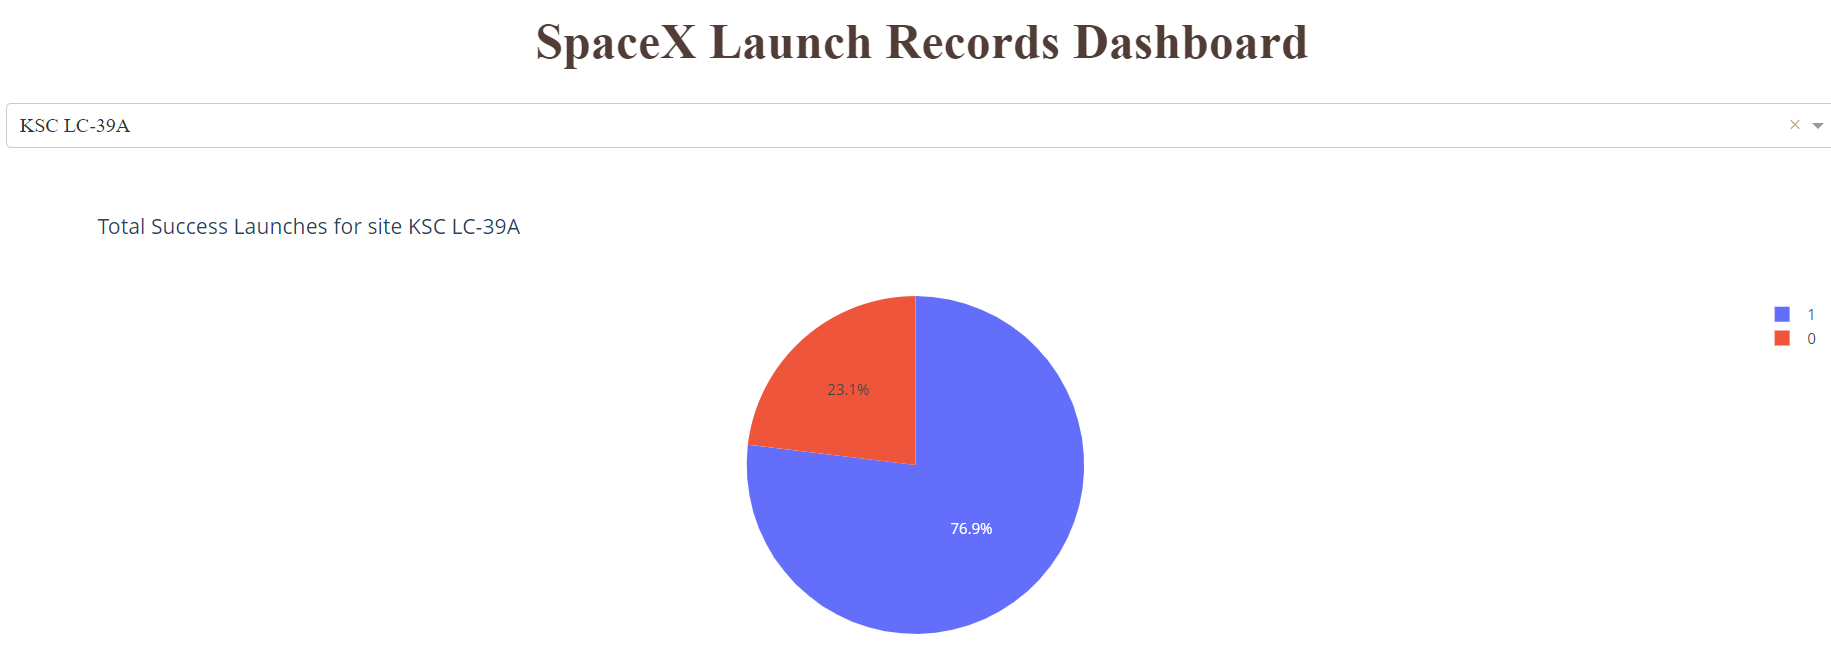 SpaceX Launch Records Dashboard
KSC LC-39A
×
Total Success Launches for site KSC LC-39A
1
0
23.1%
76.9%